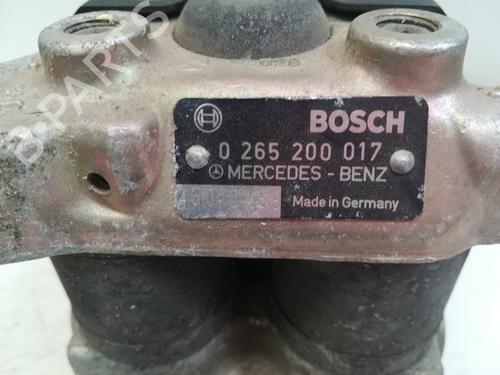 BOSCH
0 265 200 017
MERCEDES - BENZ
Made in Germany
B-PARTS